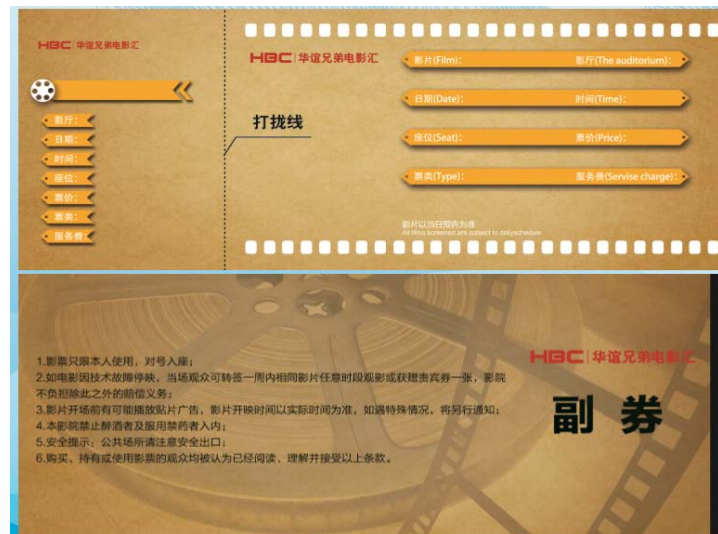 HBC 华谊兄弟电影汇
影厅：
日期：
时间：
座位：
票价：
票类：
服务费：
HBC 华谊兄弟电影汇
打拢线
影片(Film)： 影厅(The auditorium)：
日期(Date)： 时间(Time)：
座位(Seat)： 票价(Price)：
票类(Type)： 服务费(Servise charge)：
影片以当日预告为准
All films screened are subject to dailyschedule
1.影票只限本人使用，对号入座；
2.如电影因技术故障停映，当场观众可转签一周内相同影片任意时段观影或获赠贵宾券一张，影院
不负担除此之外的赔偿义务；
3.影片开场前有可能播放贴片广告，影片开映时间以实际时间为准，如遇特殊情况，将另行通知；
4.本影院禁止醉酒者及服用禁药者入内；
5.安全提示：公共场所请注意安全出口；
6.购买、持有或使用影票的观众均被认为已经阅读、理解并接受以上条款。
HBC 华谊兄弟电影汇
副 券